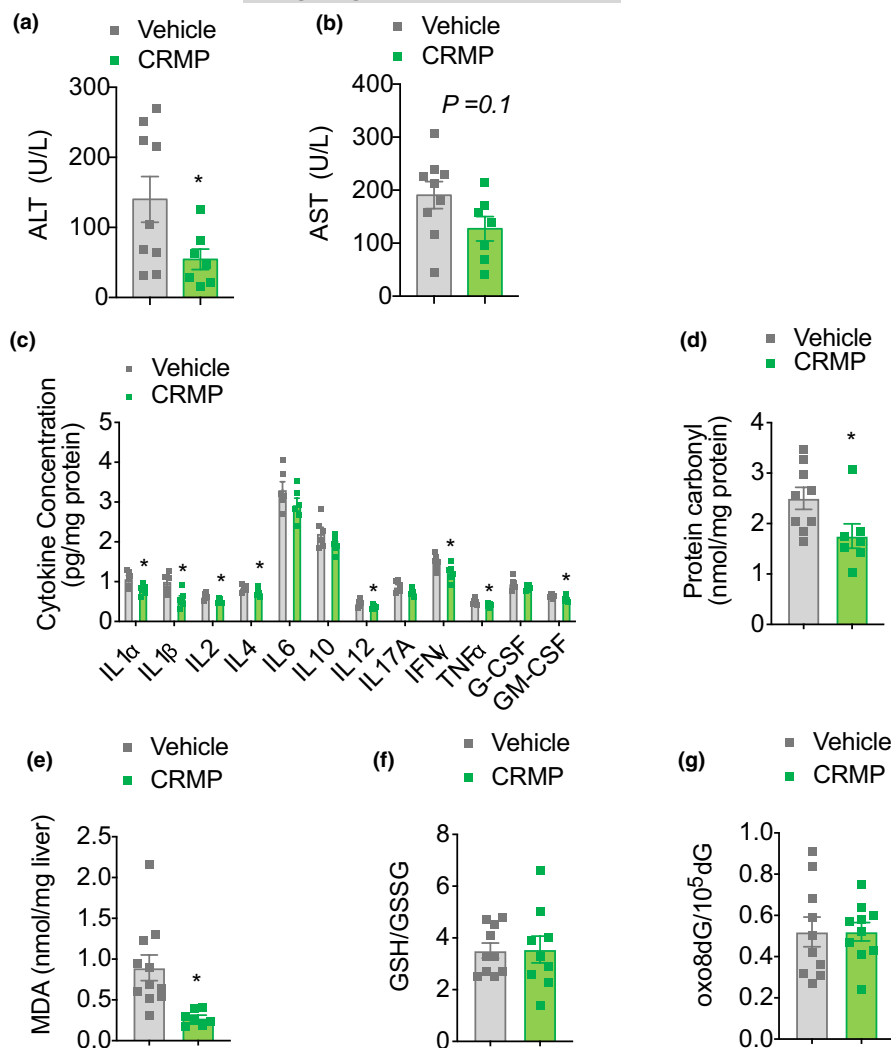 (a)
Vehicle
CRMP
ALT (U/L)
300
200
100
0
*
(b)
Vehicle
CRMP
AST (U/L)
400
300
200
100
0
P =0.1
(c)
Vehicle
CRMP
Cytokine Concentration
(pg/mg protein)
5
4
3
2
1
0
* * * * * * * *
IL1α IL1β IL2 IL4 IL6 IL10 IL12 IL17A IFNγ TNFα G-CSF GM-CSF
(d)
Vehicle
CRMP
Protein carbonyl
(nmol/mg protein)
4
3
2
1
0
*
(e)
Vehicle
CRMP
MDA (nmol/mg liver)
2.5
2.0
1.5
1.0
0.5
0.0
*
(f)
Vehicle
CRMP
GSH/GSSG
8
6
4
2
0
(g)
Vehicle
CRMP
oxo8dG/10⁵dG
1.0
0.8
0.6
0.4
0.2
0.0